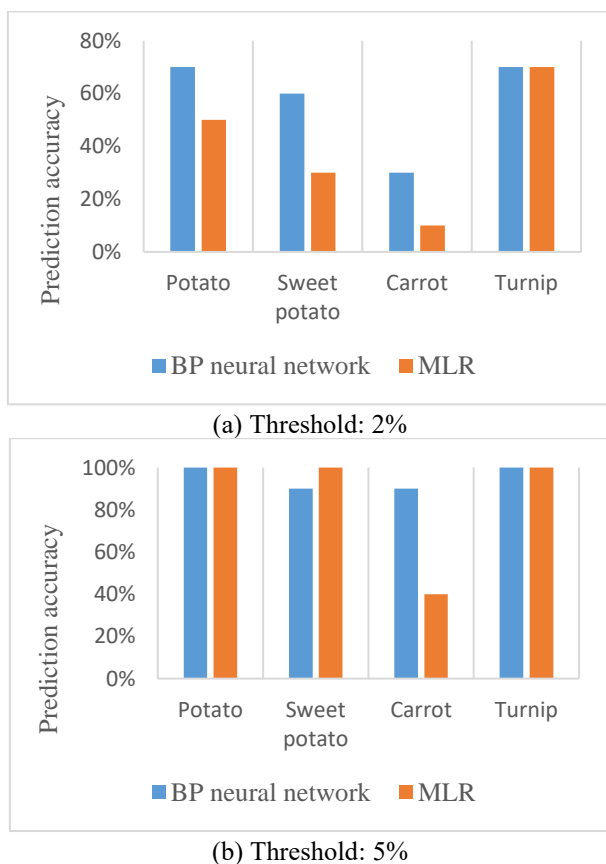 80%
60%
40%
20%
0%
Prediction accuracy
Potato
Sweet
potato
Carrot
Turnip
BP neural network
MLR
(a) Threshold: 2%
100%
80%
60%
40%
20%
0%
Prediction accuracy
Potato
Sweet
potato
Carrot
Turnip
BP neural network
MLR
(b) Threshold: 5%